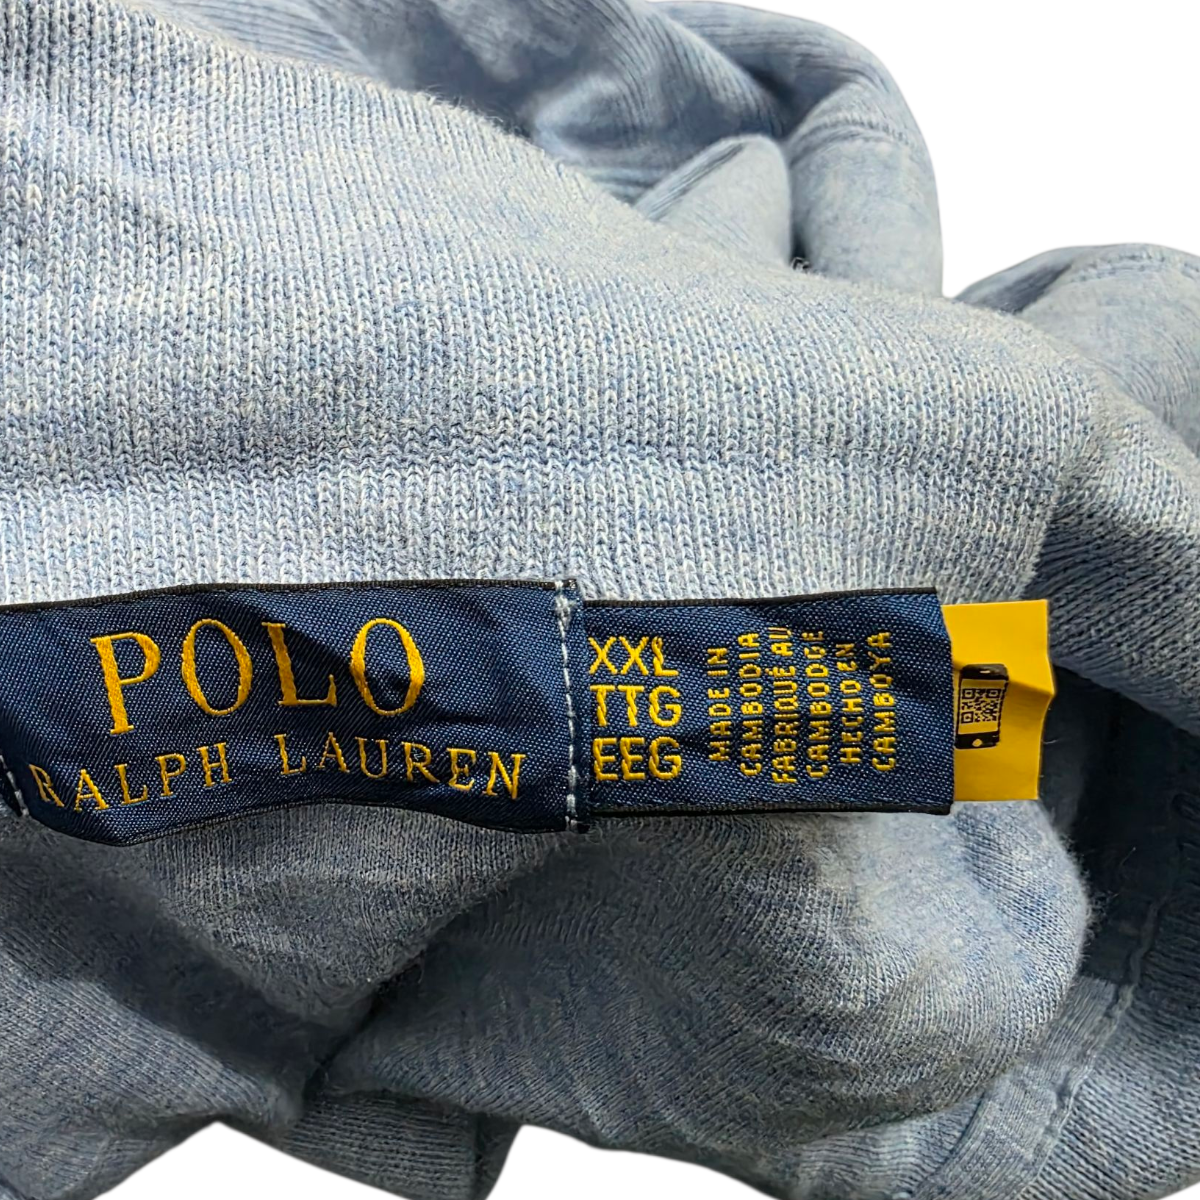 POLO
RALPH LAUREN
XXL
TTG
EEG
MADE IN
CAMBODIA
FABRIQUÉ AU
CAMBODGE
HECHO EN
CAMBOYA